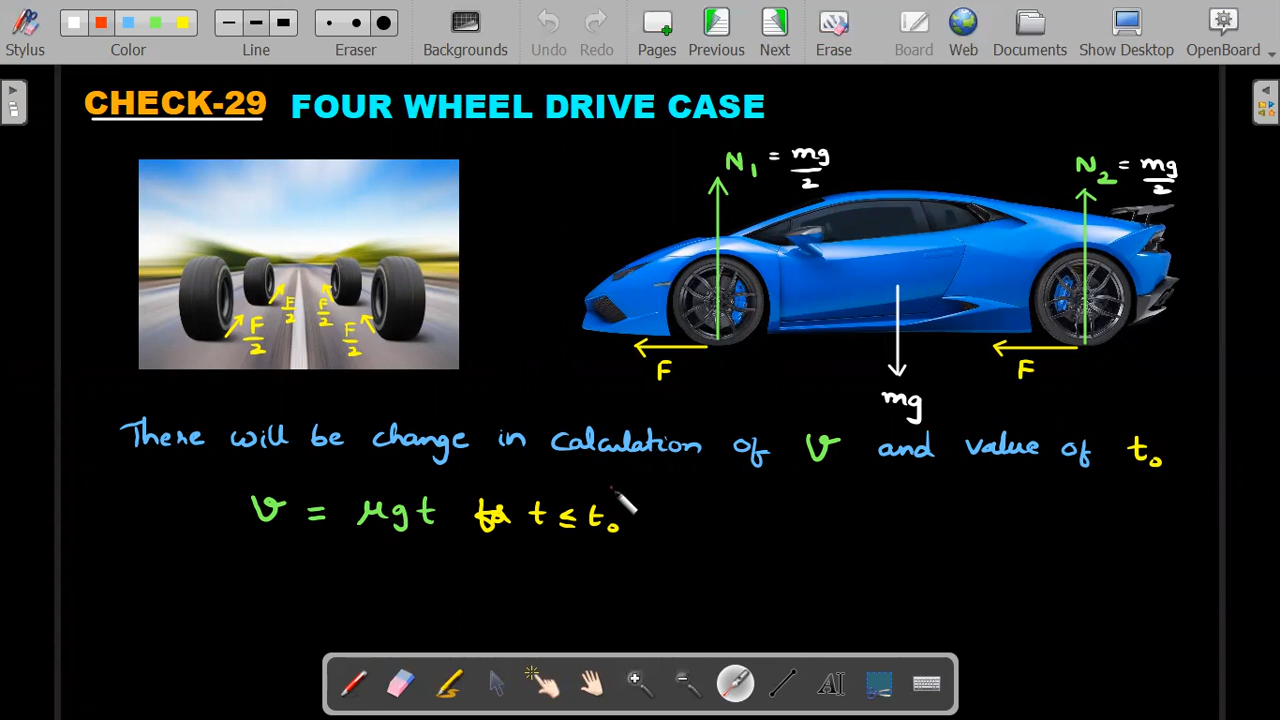 Stylus
Color
Line
Eraser
Backgrounds
Undo Redo
Pages
Previous
Next
Erase
Board
Web
Documents
Show Desktop
OpenBoard
CHECK-29 FOUR WHEEL DRIVE CASE
N₁ = mg/2
N₂ = mg/2
F/2 F/2 F/2 F/2
F
F
mg
There will be change in calculation of v and value of t₀
v = μgt for t ≤ t₀
AI